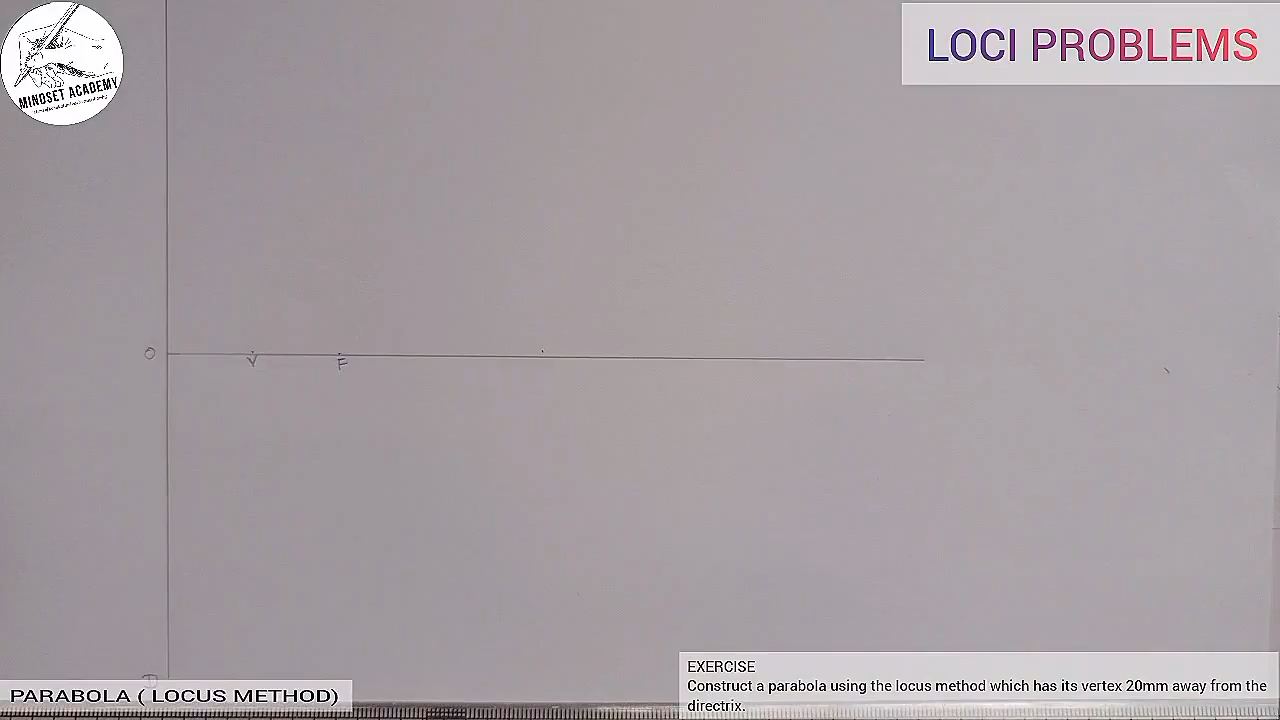 MINDSET ACADEMY
LOCI PROBLEMS
O
V
F
D
PARABOLA ( LOCUS METHOD)
EXERCISE
Construct a parabola using the locus method which has its vertex 20mm away from the
directrix.